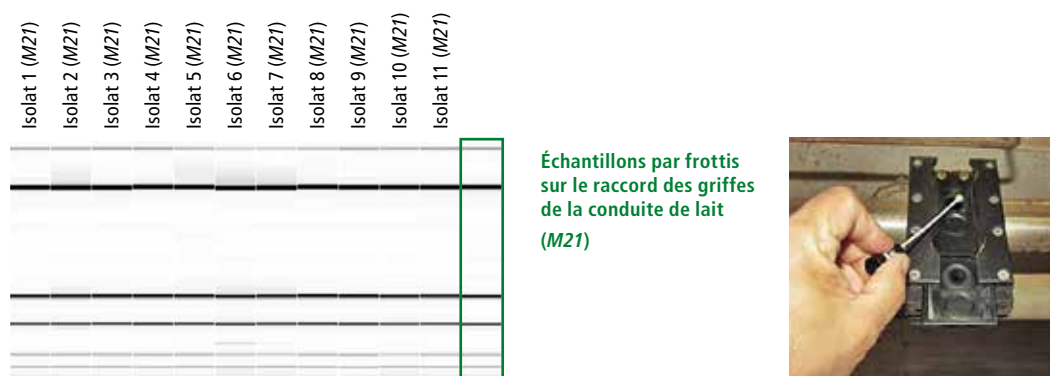 Isolat 1 (M21)
Isolat 2 (M21)
Isolat 3 (M21)
Isolat 4 (M21)
Isolat 5 (M21)
Isolat 6 (M21)
Isolat 7 (M21)
Isolat 8 (M21)
Isolat 9 (M21)
Isolat 10 (M21)
Isolat 11 (M21)
Échantillons par frottis
sur le raccord des griffes
de la conduite de lait
(M21)